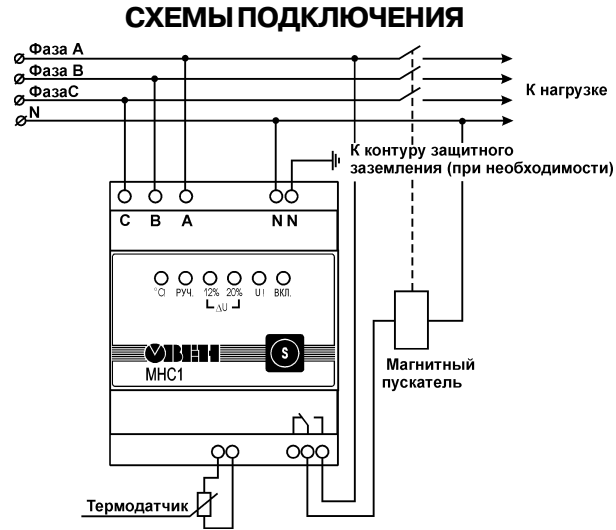 СХЕМЫ ПОДКЛЮЧЕНИЯ
Фаза А
Фаза В
ФазаС
N
К нагрузке
К контуру защитного
заземления (при необходимости)
C B A N N
°C! РУЧ. 12% 20% U! ВКЛ.
ΔU
ОВЕН
S
МНС1
Магнитный
пускатель
Термодатчик